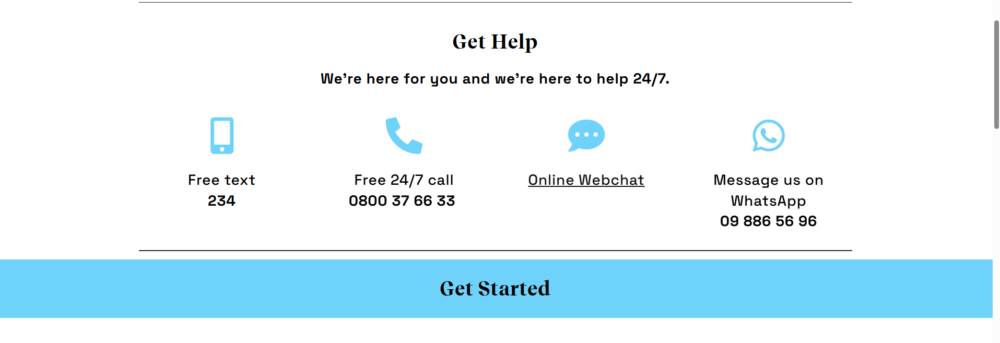 Get Help
We’re here for you and we’re here to help 24/7.
Free text
234
Free 24/7 call
0800 37 66 33
Online Webchat
Message us on
WhatsApp
09 886 56 96
Get Started